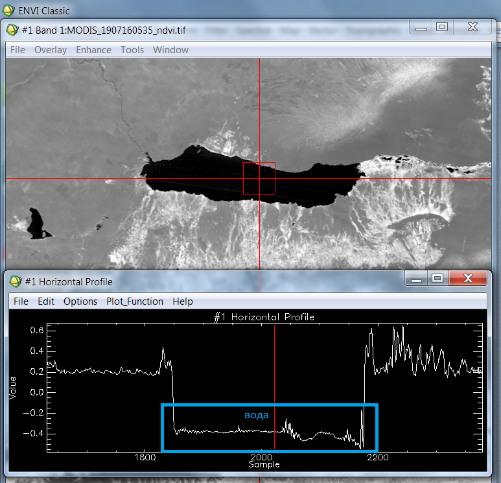 ENVI Classic
#1 Band 1:MODIS_1907160535_ndvi.tif
File Overlay Enhance Tools Window
#1 Horizontal Profile
File Edit Options Plot_Function Help
#1 Horizontal Profile
0.6
0.4
0.2
0.0
-0.2
-0.4
Value
вода
1800 2000 2200
Sample